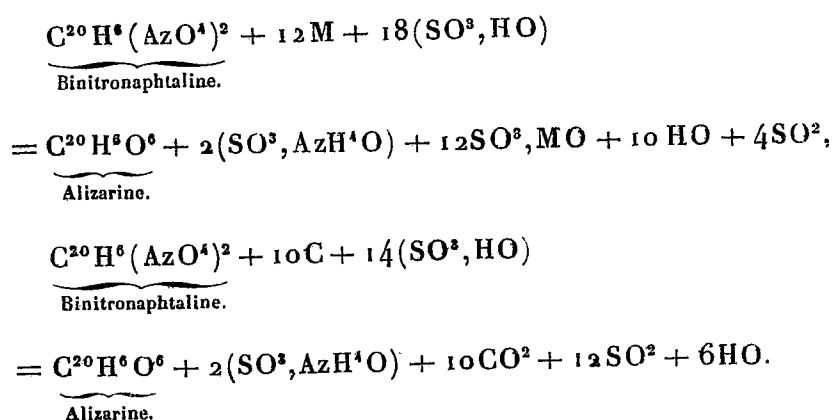 C²⁰H⁶(AzO⁴)² + 12M + 18(SO³,HO)
Binitronaphtaline.
= C²⁰H⁶O⁶ + 2(SO³,AzH⁴O) + 12SO³,MO + 10HO + 4SO²,
Alizarine.
C²⁰H⁶(AzO⁴)² + 10C + 14(SO³,HO)
Binitronaphtaline.
= C²⁰H⁶O⁶ + 2(SO³,AzH⁴O) + 10CO² + 12SO² + 6HO.
Alizarine.